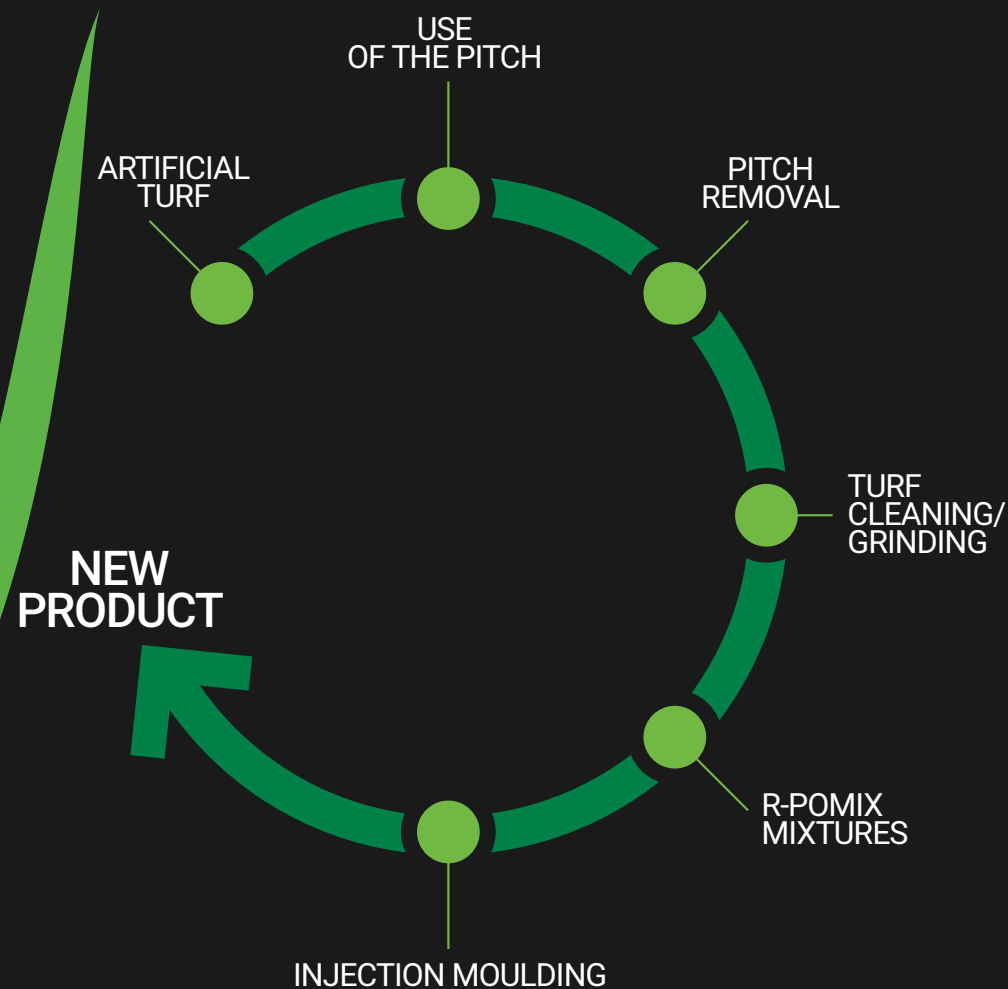 USE
OF THE PITCH
ARTIFICIAL
TURF
PITCH
REMOVAL
TURF
CLEANING/
GRINDING
NEW
PRODUCT
R-POMIX
MIXTURES
INJECTION MOULDING